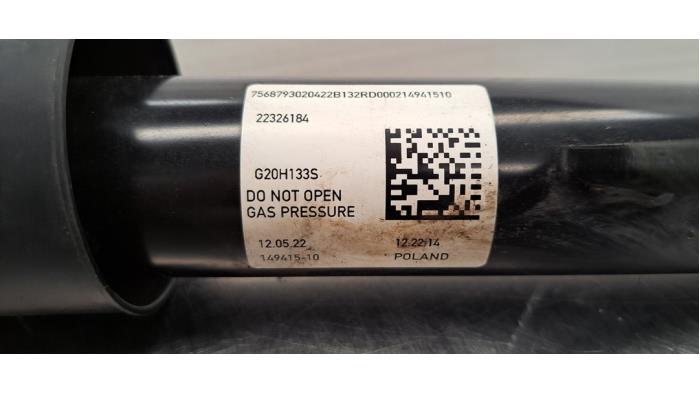 7568793020422B132RD000214941510
22326184
G20H133S
DO NOT OPEN
GAS PRESSURE
12.05.22 12:22:14
149415-10 POLAND